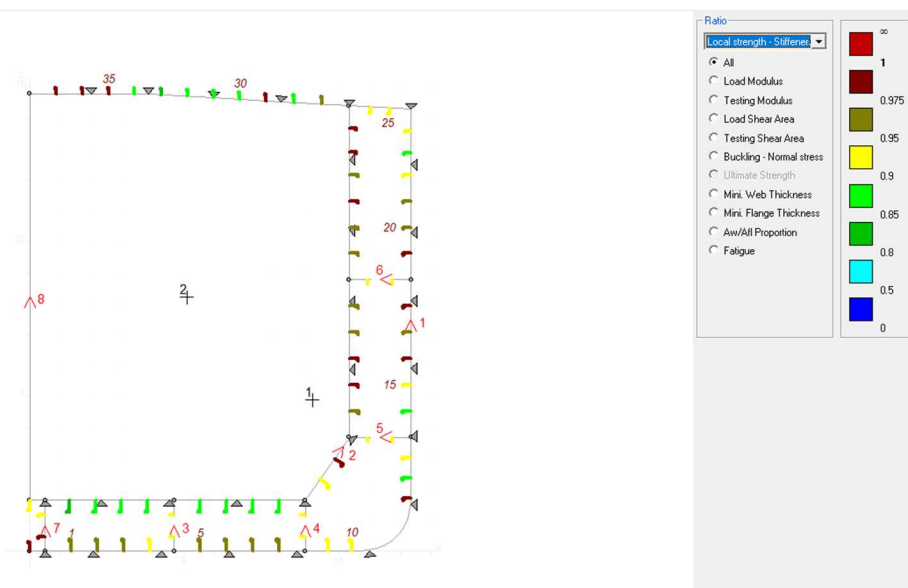 Ratio
Local strength - Stiffener.
All
Load Modulus
Testing Modulus
Load Shear Area
Testing Shear Area
Buckling - Normal stress
Ultimate Strength
Mini. Web Thickness
Mini. Flange Thickness
Aw/Afl Proportion
Fatigue
∞
1
0.975
0.95
0.9
0.85
0.8
0.5
0
35
30
25
20
6
8
2
1
1
15
5
2
7
1
3
5
4
10